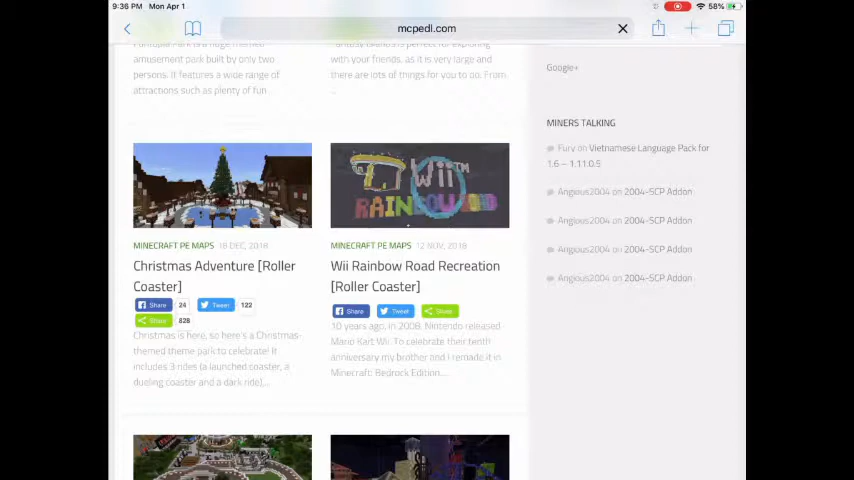 9:36 PM Mon Apr 1
58%
mcpedl.com
amusement park built by only two
persons. It features a wide range of
attractions such as plenty of fun
with your friends, as it is very large and
there are lots of things for you to do. From
...
Google+
MINERS TALKING
Fury on Vietnamese Language Pack for
1.6 – 1.11.0.5
Angious2004 on 2004-SCP Addon
Angious2004 on 2004-SCP Addon
Angious2004 on 2004-SCP Addon
Angious2004 on 2004-SCP Addon
MINECRAFT PE MAPS 18 DEC, 2018
Christmas Adventure [Roller
Coaster]
Share 24 Tweet 122
Share 828
Christmas is here, so here's a Christmas-
themed theme park to celebrate! It
includes 3 rides (a launched coaster, a
dueling coaster and a dark ride)...
Wii
RAINBOW ROAD
MINECRAFT PE MAPS 12 NOV, 2018
Wii Rainbow Road Recreation
[Roller Coaster]
Share Tweet Share
10 years ago, in 2008, Nintendo released
Mario Kart Wii. To celebrate their tenth
anniversary my brother and I remade it in
Minecraft: Bedrock Edition....